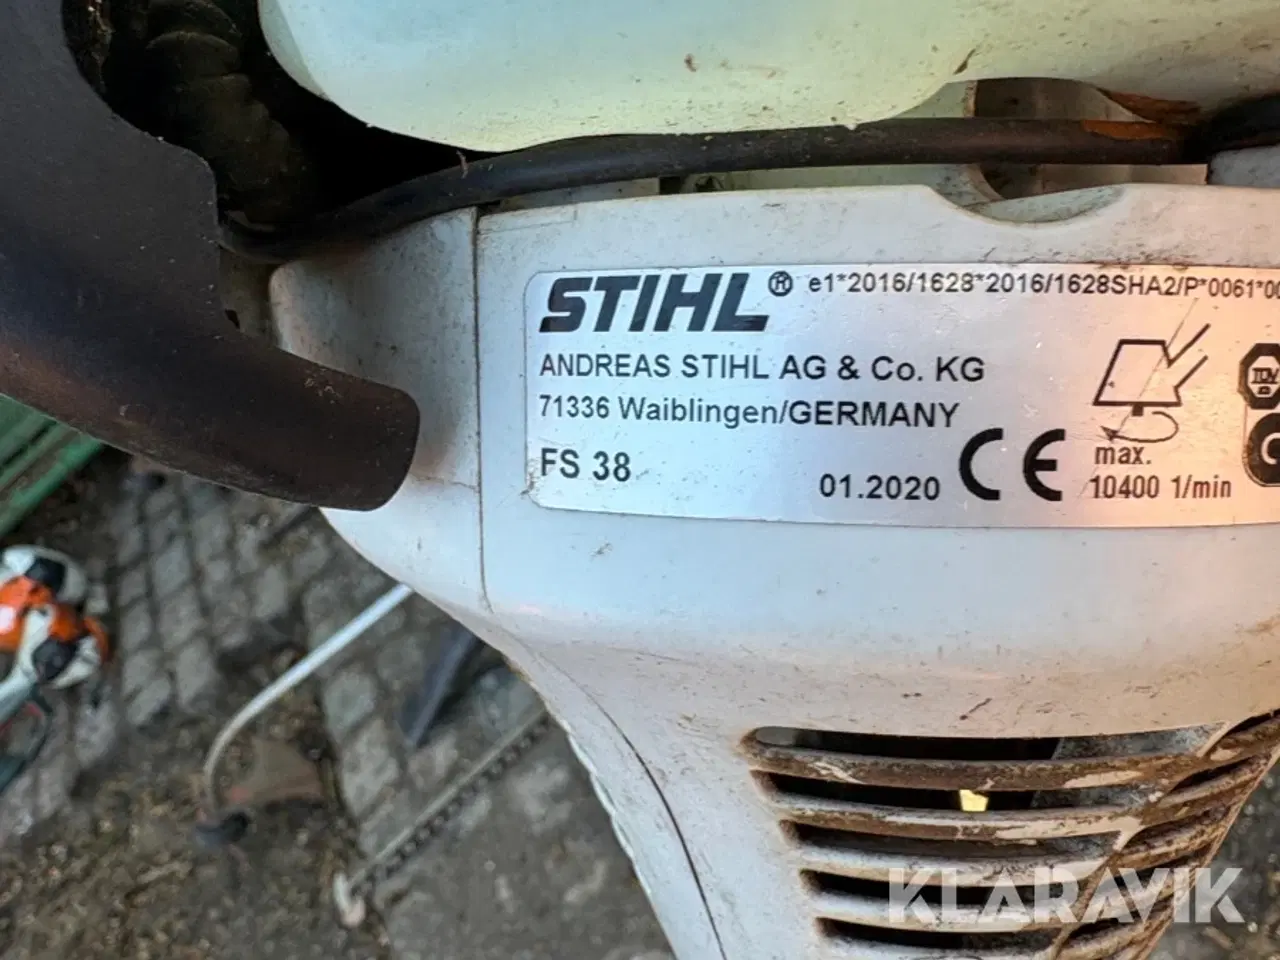 STIHL® e1*2016/1628*2016/1628SHA2/P*0061*00
ANDREAS STIHL AG & Co. KG
71336 Waiblingen/GERMANY
FS 38
01.2020 CE
max.
10400 1/min
TÜV
KLARAVIK